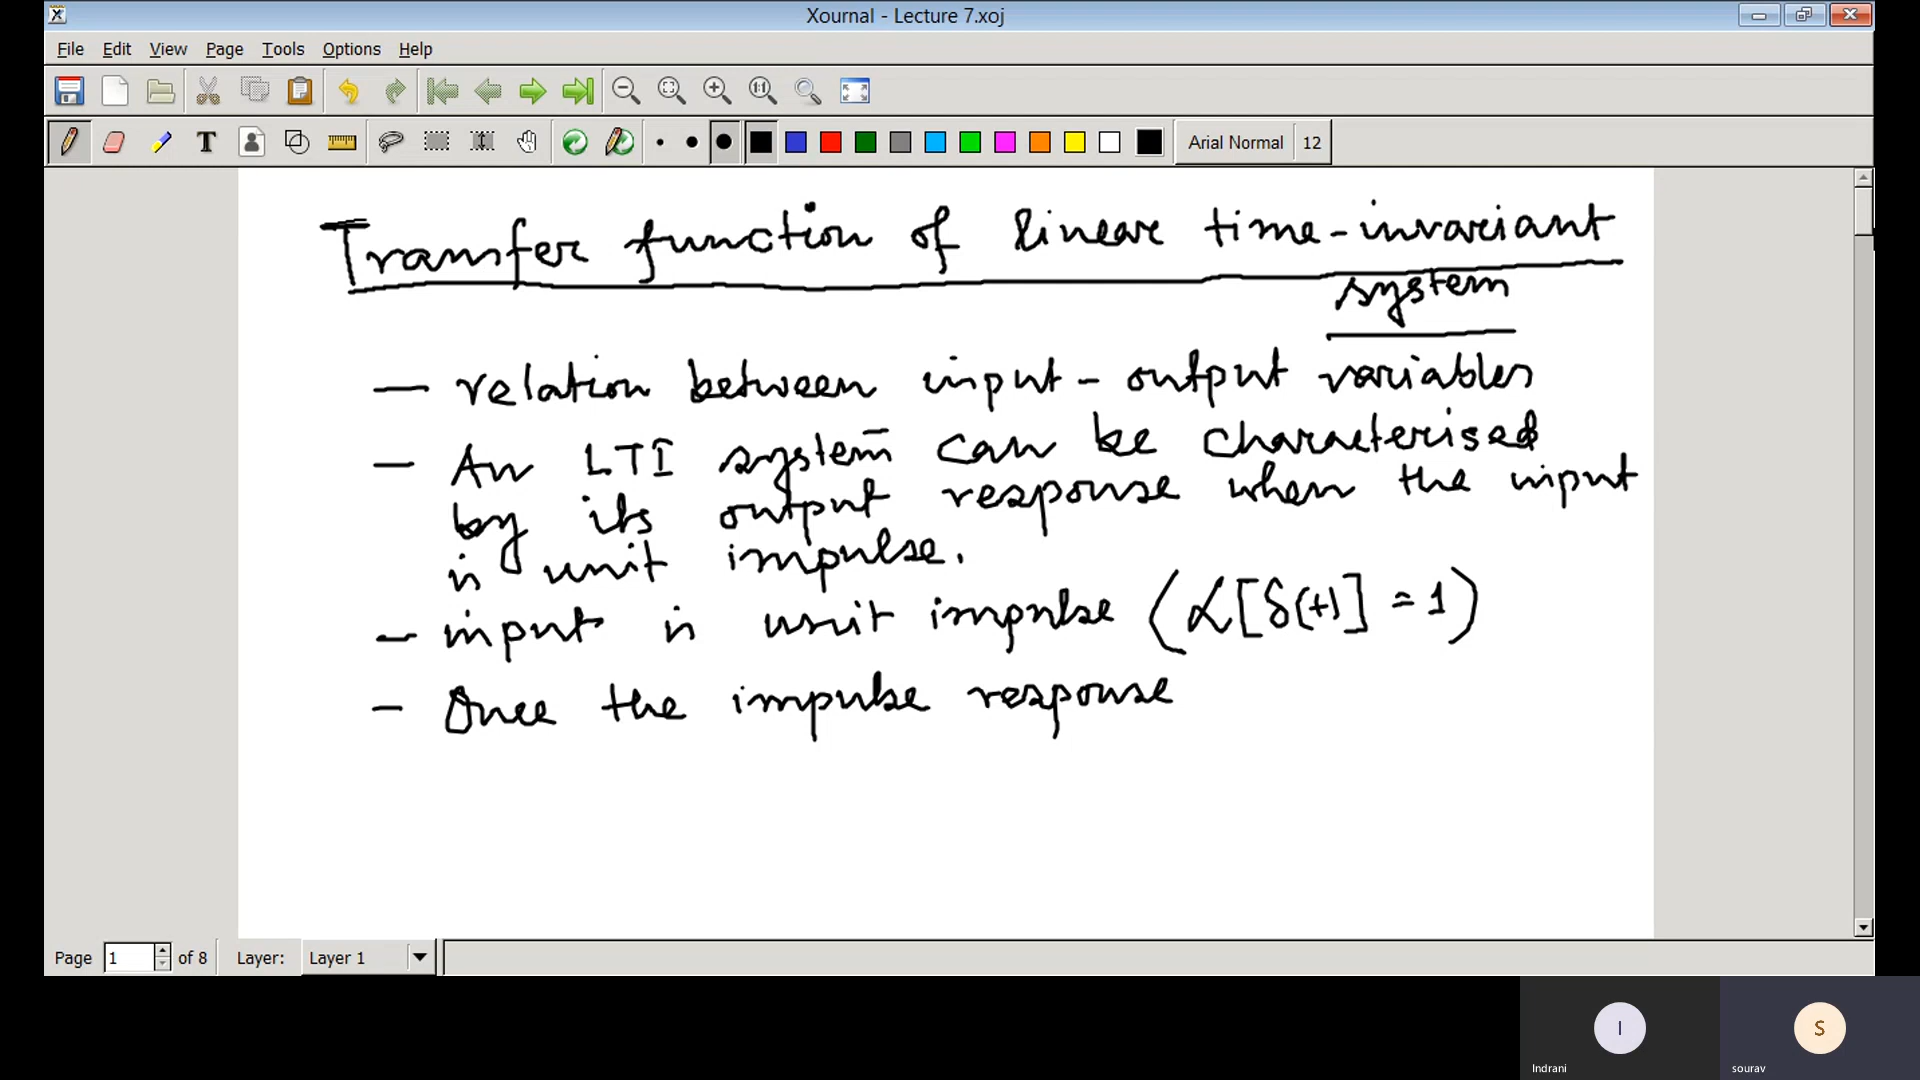 Xournal - Lecture 7.xoj
File Edit View Page Tools Options Help
Arial Normal 12
Transfer function of linear time-invariant
system
— relation between input-output variables
— An LTI system can be characterised
by its output response when the input
is unit impulse.
— input is unit impulse (ℒ[δ(t)] = 1)
— Once the impulse response
Page 1 of 8 Layer: Layer 1
I S
Indrani sourav